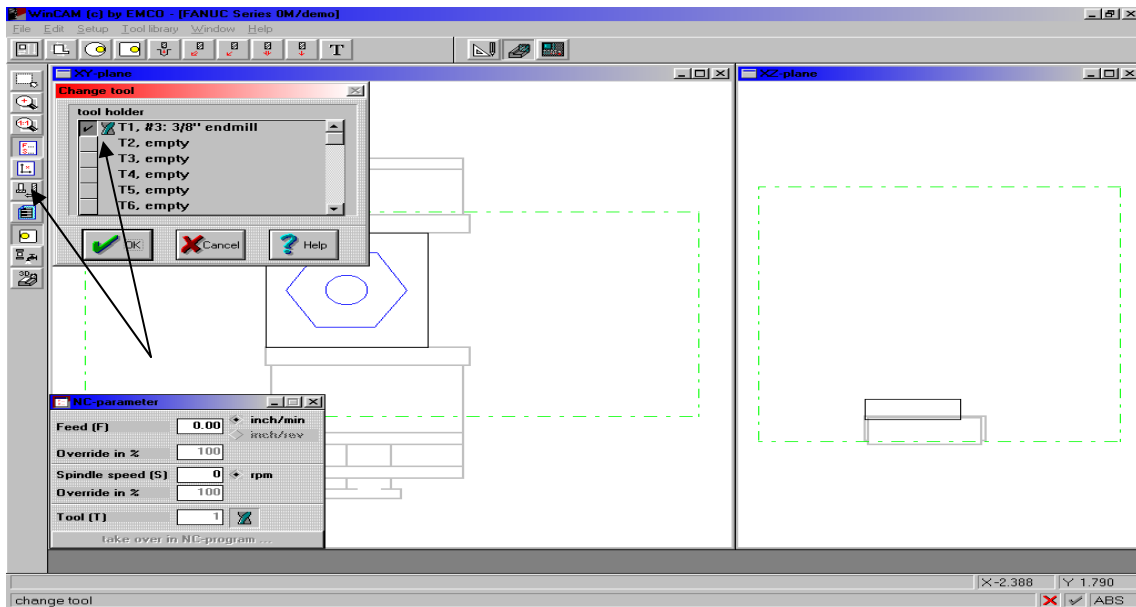 WinCAM (c) by EMCO - [FANUC Series 0M/demo]
File Edit Setup Tool library Window Help
T
XY-plane
XZ-plane
Change tool
tool holder
T1, #3: 3/8" endmill
T2, empty
T3, empty
T4, empty
T5, empty
T6, empty
OK
Cancel
? Help
NC-parameter
Feed (F) 0.00 inch/min
inch/rev
Override in % 100
Spindle speed (S) 0 rpm
Override in % 100
Tool (T) 1
take over in NC-program ...
X-2.388 Y 1.790
change tool ABS